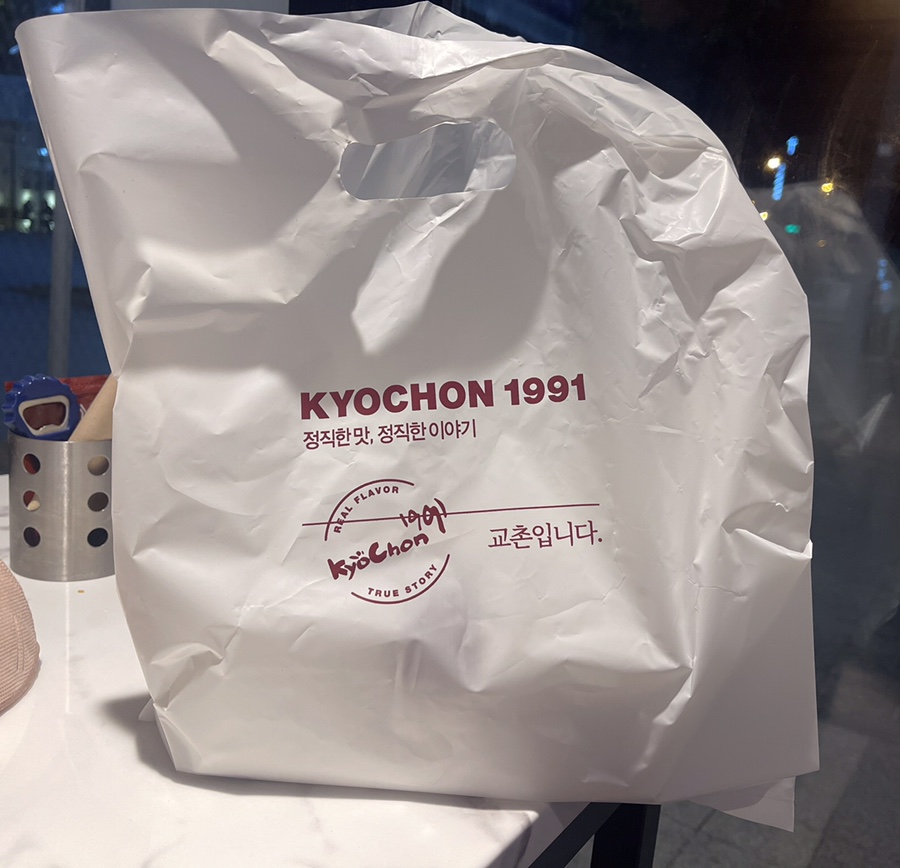 KYOCHON 1991
정직한 맛, 정직한 이야기
REAL FLAVOR
1991
kyochon
TRUE STORY
교촌입니다.